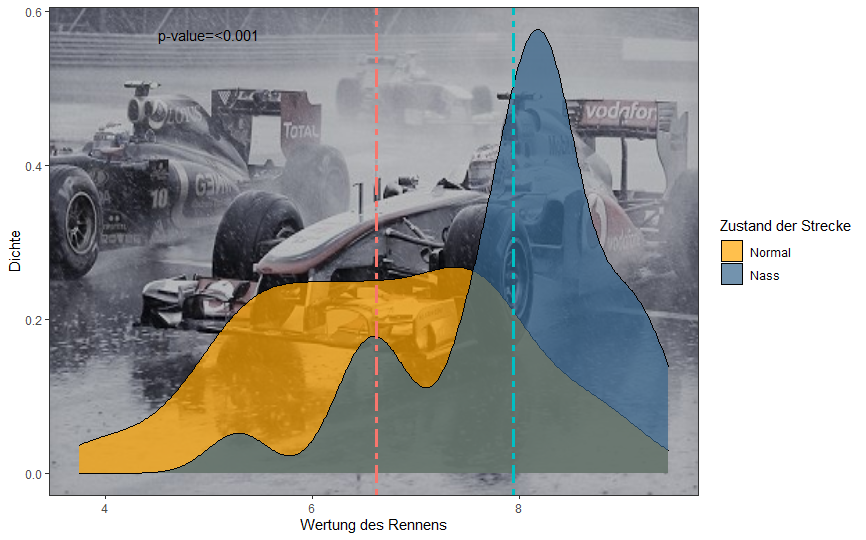 0.6
p-value=<0.001
vodafon
TOTAL
LOTUS
0.4
10
Dichte
Zustand der Strecke
Normal
Nass
0.2
0.0
4
6
8
Wertung des Rennens